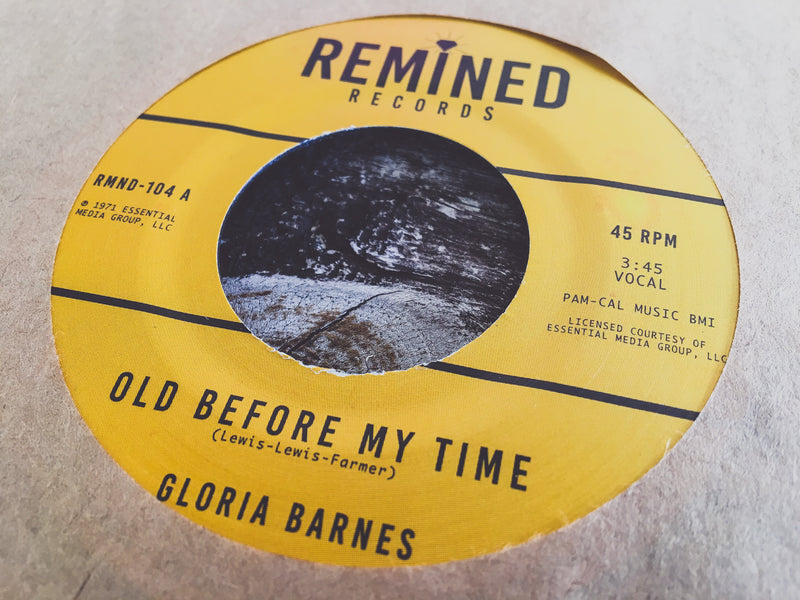 REMINED
RECORDS
RMND-104 A
℗ 1971 ESSENTIAL
MEDIA GROUP, LLC
45 RPM
3:45
VOCAL
PAM-CAL MUSIC BMI
LICENSED COURTESY OF
ESSENTIAL MEDIA GROUP, LLC
OLD BEFORE MY TIME
(Lewis-Lewis-Farmer)
GLORIA BARNES